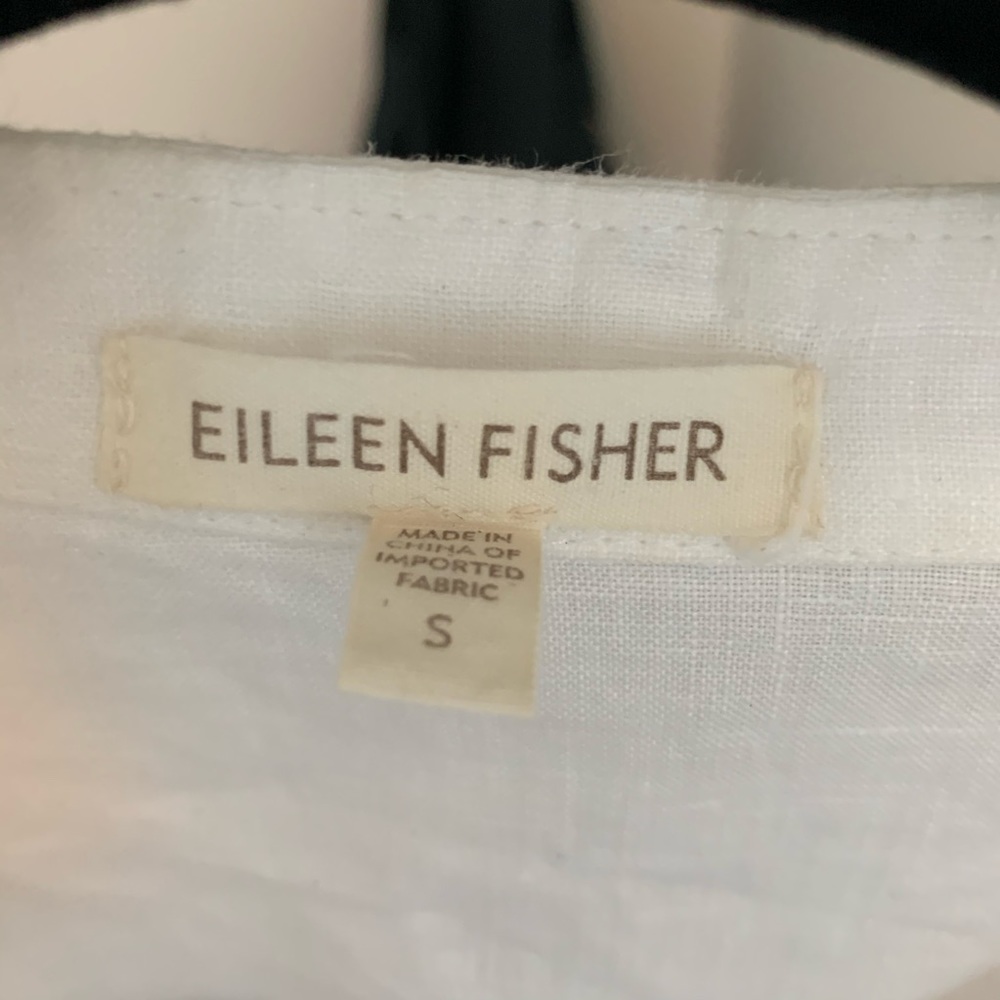 EILEEN FISHER
MADE IN
CHINA OF
IMPORTED
FABRIC
S